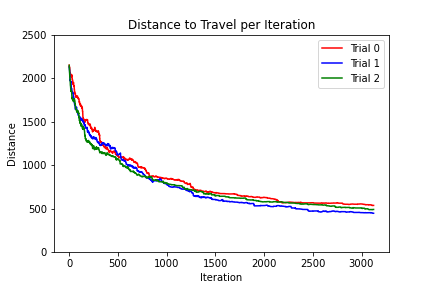 Distance to Travel per Iteration
2500
2000
1500
1000
500
0
Distance
Trial 0
Trial 1
Trial 2
0 500 1000 1500 2000 2500 3000
Iteration